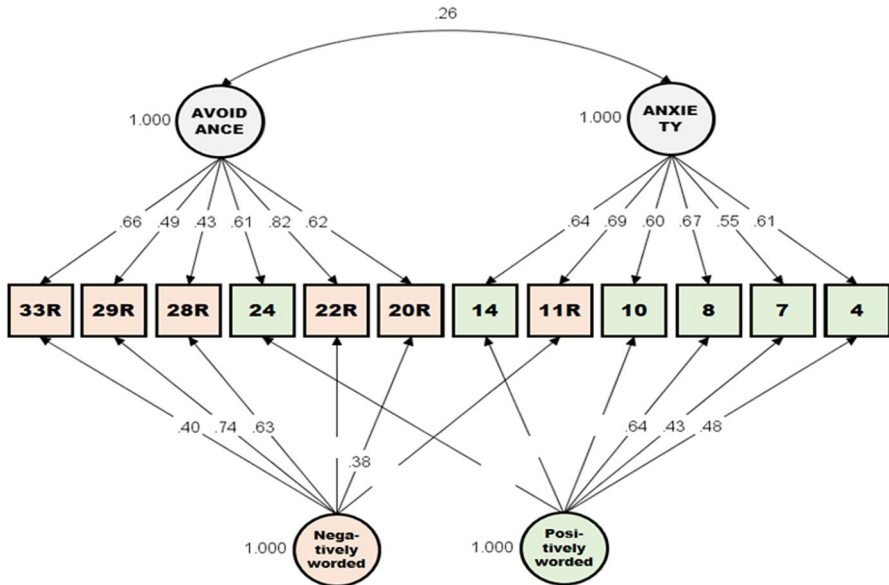 .26
1.000
AVOID
ANCE
1.000
ANXIE
TY
.66 .49 .43 .61 .82 .62
.64 .69 .60 .67 .55 .61
33R 29R 28R 24 22R 20R 14 11R 10 8 7 4
.40 .74 .63
.64 .43 .48
.38
1.000
Nega-
tively
worded
1.000
Posi-
tively
worded